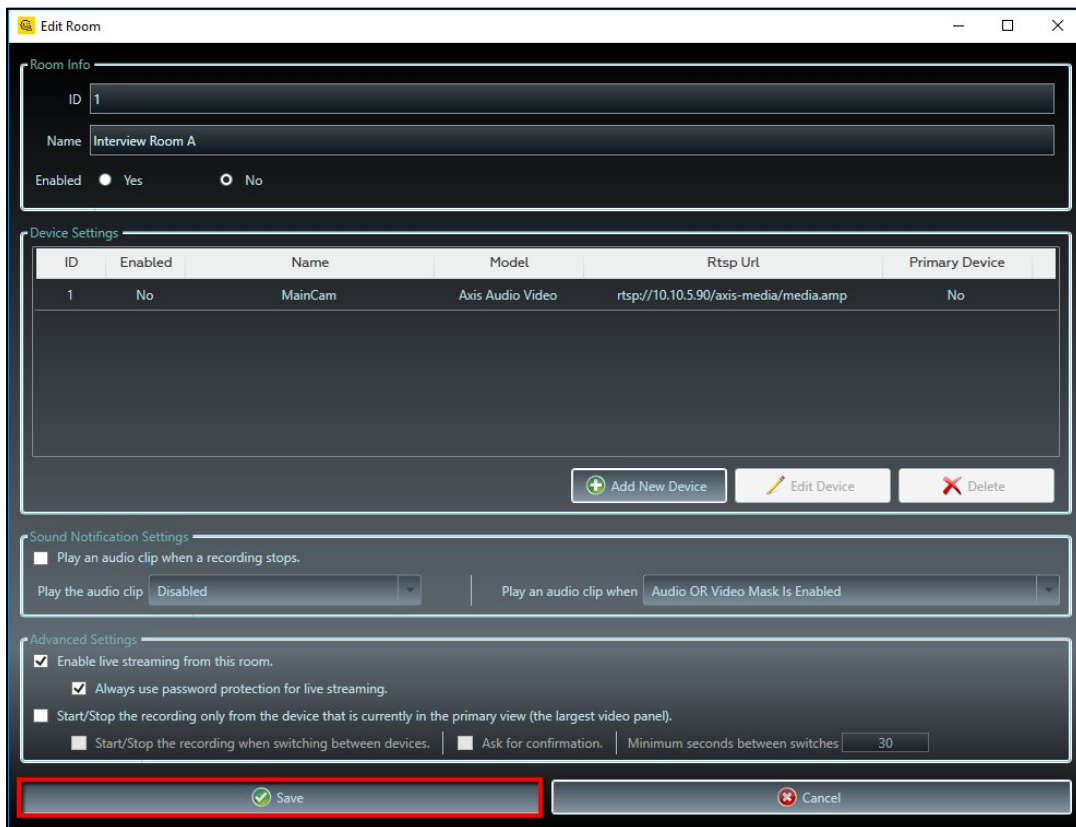 Edit Room
Room Info
ID 1
Name Interview Room A
Enabled Yes No
Device Settings
ID Enabled Name Model Rtsp Url Primary Device
1 No MainCam Axis Audio Video rtsp://10.10.5.90/axis-media/media.amp No
Add New Device Edit Device Delete
Sound Notification Settings
Play an audio clip when a recording stops.
Play the audio clip Disabled Play an audio clip when Audio OR Video Mask Is Enabled
Advanced Settings
Enable live streaming from this room.
Always use password protection for live streaming.
Start/Stop the recording only from the device that is currently in the primary view (the largest video panel).
Start/Stop the recording when switching between devices. Ask for confirmation. Minimum seconds between switches 30
Save Cancel